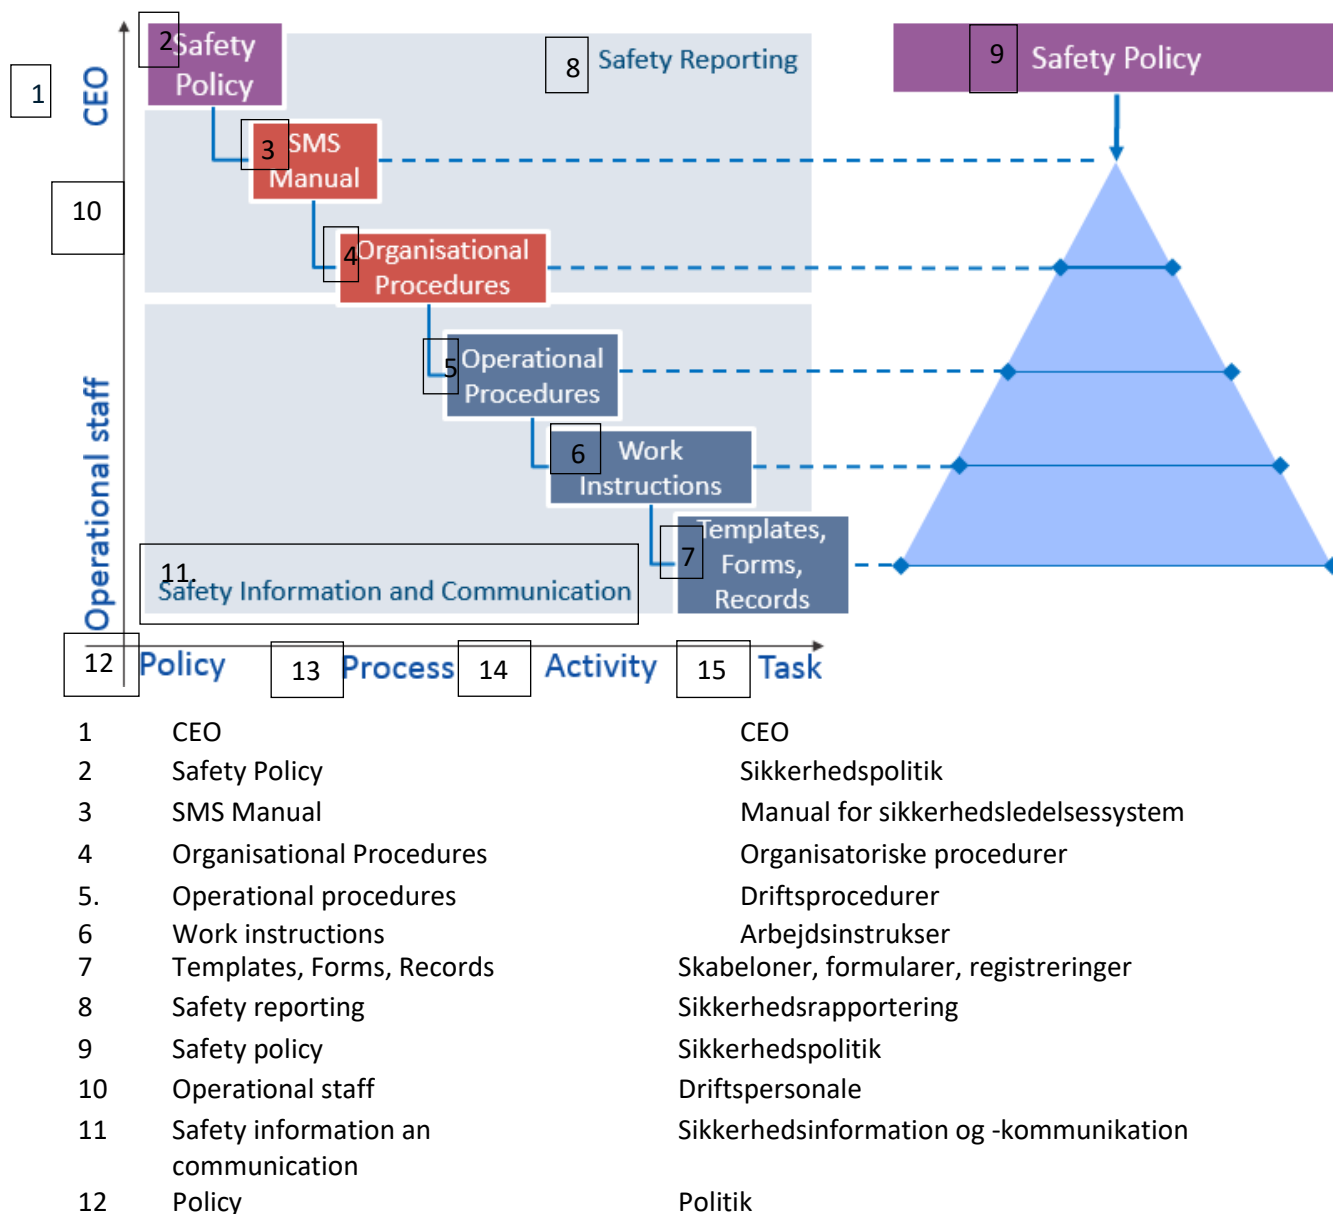 1
CEO
2
Safety
Policy
8
Safety Reporting
9
Safety Policy
3
SMS
Manual
10
4
Organisational
Procedures
5
Operational
Procedures
Operational staff
6
Work
Instructions
7
Templates,
Forms,
Records
11.
Safety Information and Communication
12 Policy 13 Process 14 Activity 15 Task
1 CEO CEO
2 Safety Policy Sikkerhedspolitik
3 SMS Manual Manual for sikkerhedsledelsessystem
4 Organisational Procedures Organisatoriske procedurer
5. Operational procedures Driftsprocedurer
6 Work instructions Arbejdsinstrukser
7 Templates, Forms, Records Skabeloner, formularer, registreringer
8 Safety reporting Sikkerhedsrapportering
9 Safety policy Sikkerhedspolitik
10 Operational staff Driftspersonale
11 Safety information an Sikkerhedsinformation og -kommunikation
communication
12 Policy Politik